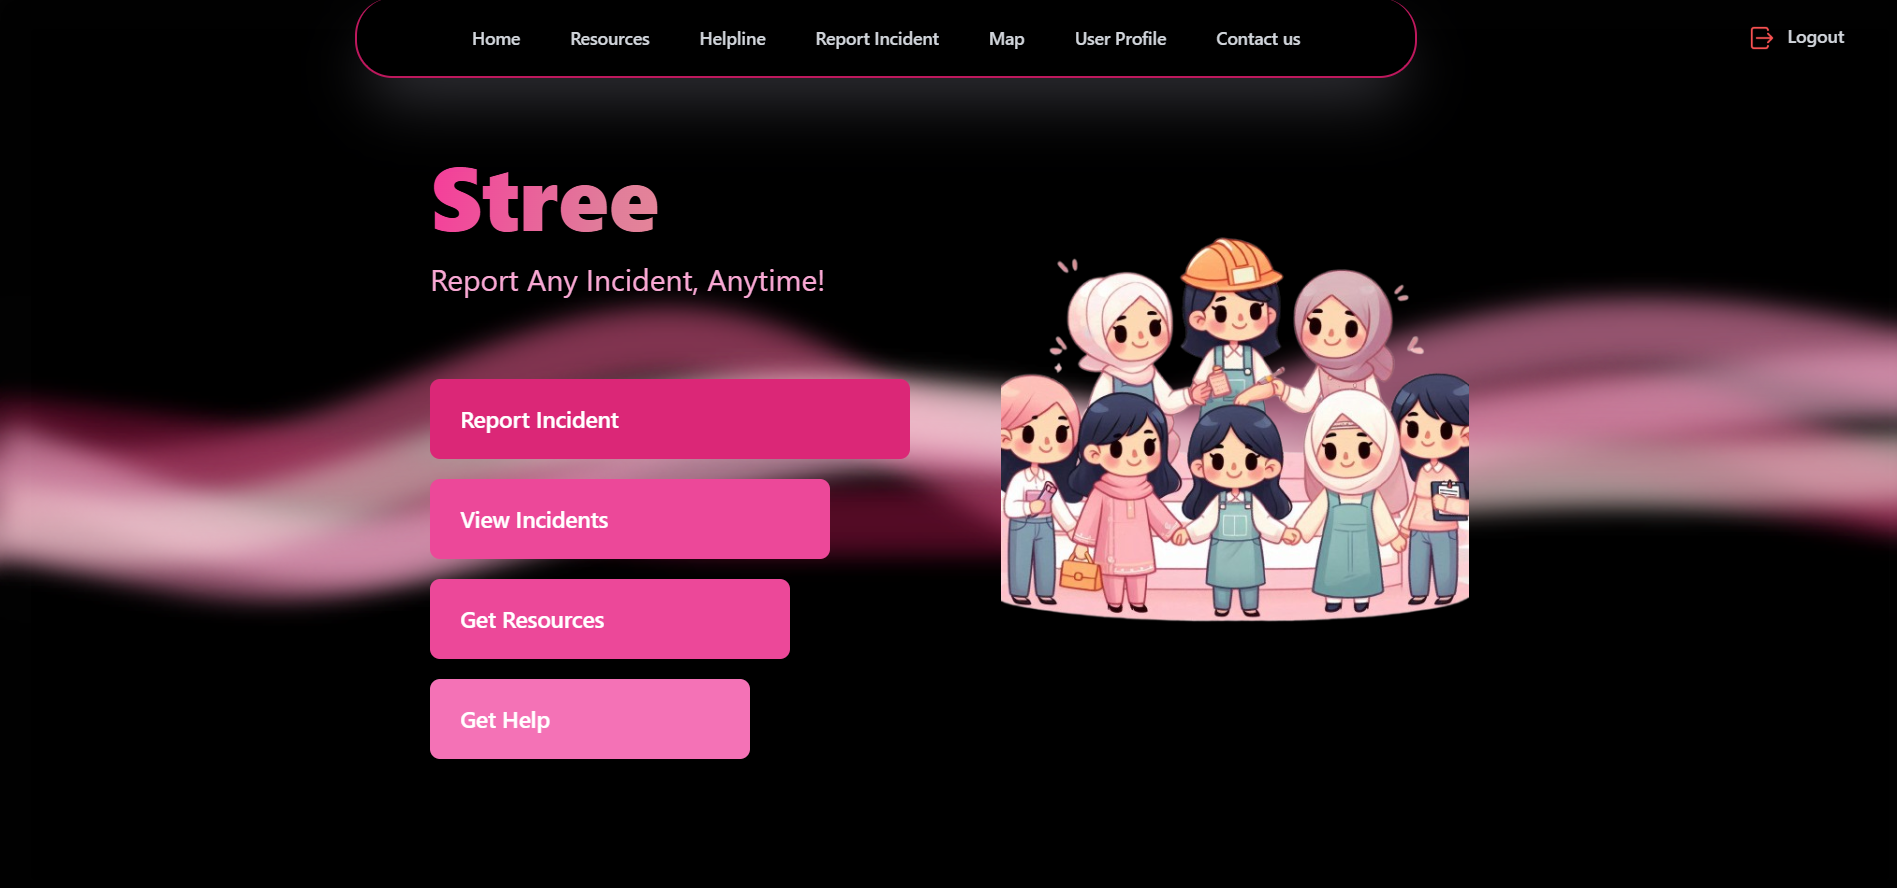 Home Resources Helpline Report Incident Map User Profile Contact us Logout
Stree
Report Any Incident, Anytime!
Report Incident
View Incidents
Get Resources
Get Help